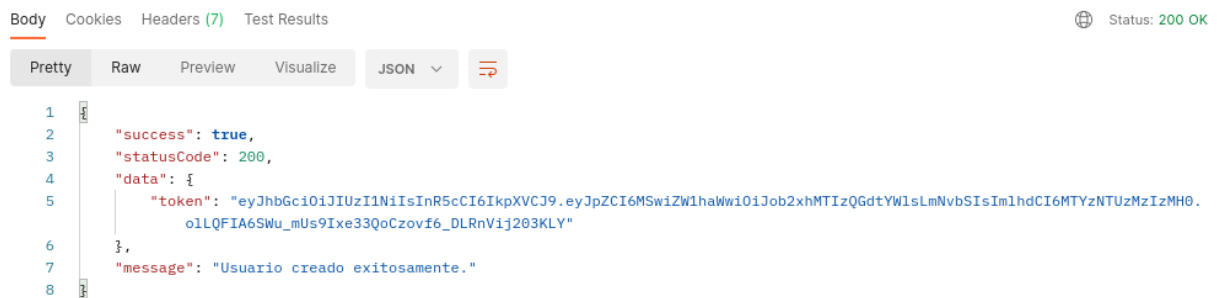 Body Cookies Headers (7) Test Results Status: 200 OK
Pretty Raw Preview Visualize JSON
1 {
2 "success": true,
3 "statusCode": 200,
4 "data": {
5 "token": "eyJhbGciOiJIUzI1NiIsInR5cCI6IkpXVCJ9.eyJpZCI6MSwiZW1haWwiOiJob2xhMTIzQGdtYWlsLmNvbSIsImlhdCI6MTYzNTUzMzIzMH0.
olLQFIA6SWu_mUs9Ixe33QoCzovf6_DLRnVij203KLY"
6 },
7 "message": "Usuario creado exitosamente."
8 }